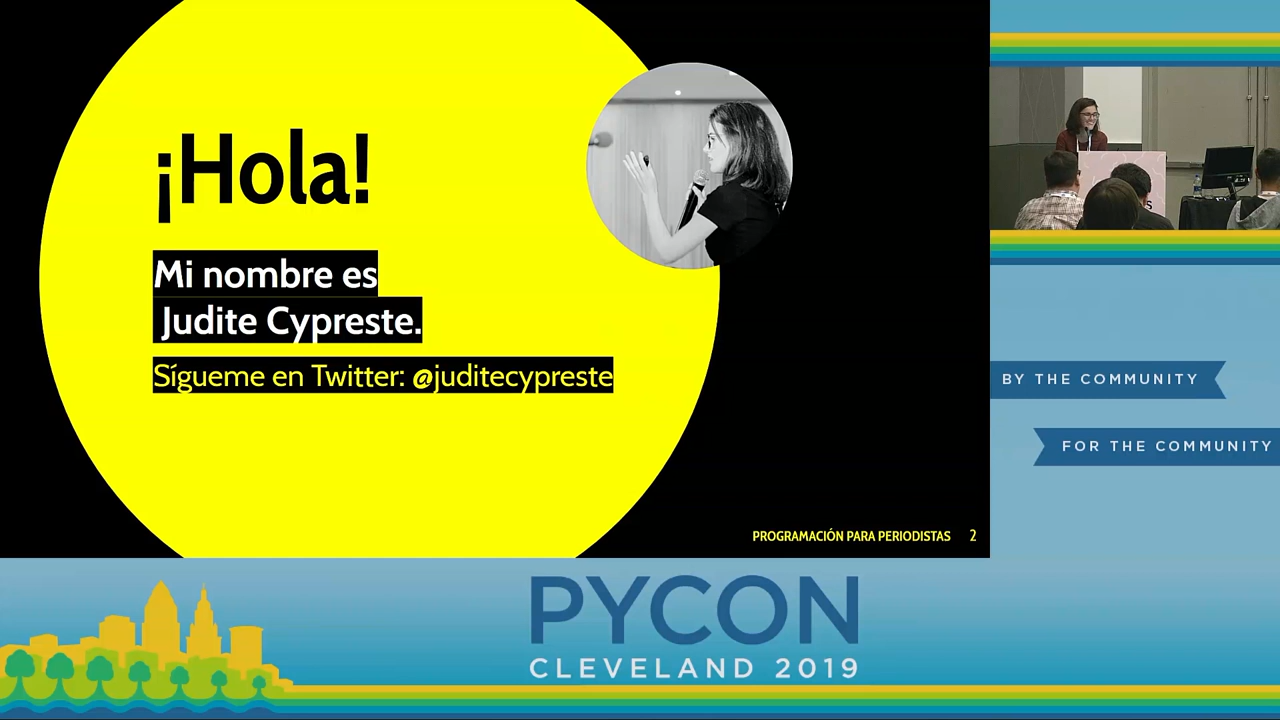 ¡Hola!
Mi nombre es
Judite Cypreste.
Sígueme en Twitter: @juditecypreste
PROGRAMACIÓN PARA PERIODISTAS 2
BY THE COMMUNITY
FOR THE COMMUNITY
PYCON
CLEVELAND 2019